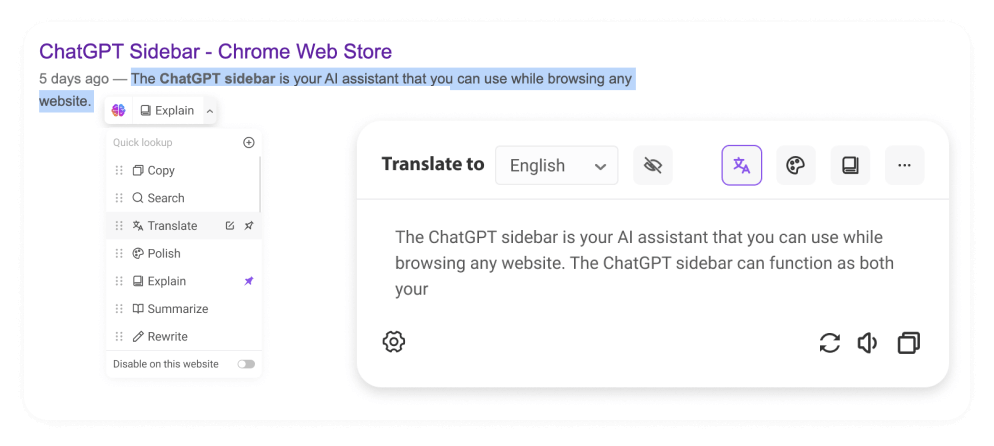 ChatGPT Sidebar - Chrome Web Store
5 days ago — The ChatGPT sidebar is your AI assistant that you can use while browsing any
website.
Explain
Quick lookup
Copy
Search
Translate
Polish
Explain
Summarize
Rewrite
Disable on this website
Translate to English
The ChatGPT sidebar is your AI assistant that you can use while
browsing any website. The ChatGPT sidebar can function as both
your